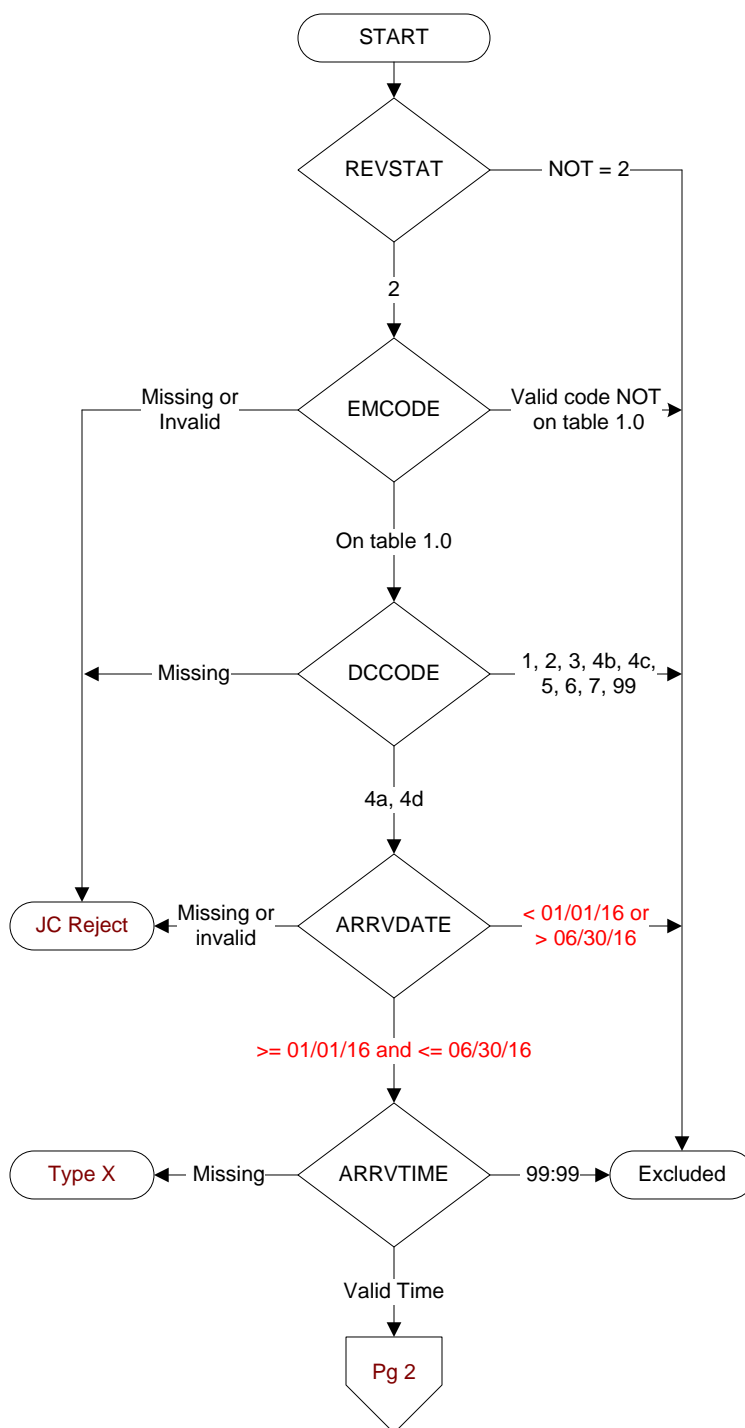 START
REVSTAT
NOT = 2
2
Missing or
Invalid
EMCODE
Valid code NOT
on table 1.0
On table 1.0
Missing
DCCODE
1, 2, 3, 4b, 4c,
5, 6, 7, 99
4a, 4d
JC Reject
Missing or
invalid
ARRVDATE
< 01/01/16 or
> 06/30/16
>= 01/01/16 and <= 06/30/16
Type X
Missing
ARRVTIME
99:99
Excluded
Valid Time
Pg 2